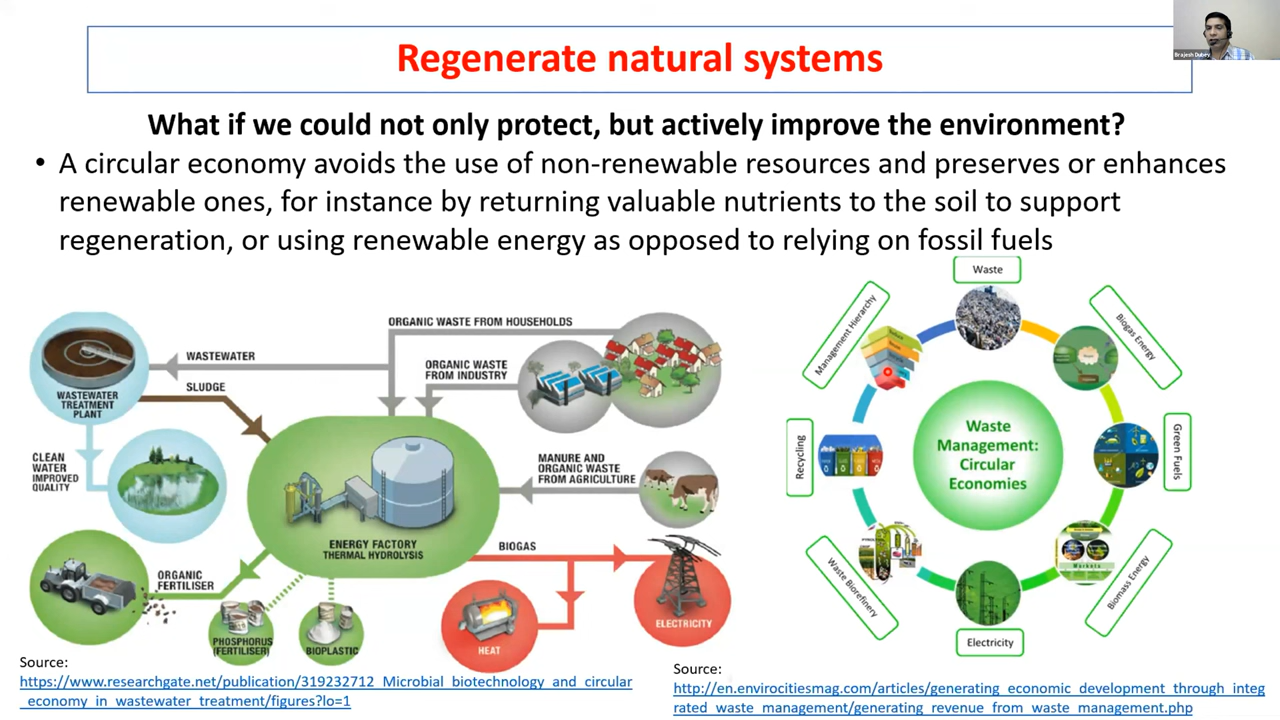 Regenerate natural systems
Brajesh Dubey
What if we could not only protect, but actively improve the environment?
• A circular economy avoids the use of non-renewable resources and preserves or enhances
renewable ones, for instance by returning valuable nutrients to the soil to support
regeneration, or using renewable energy as opposed to relying on fossil fuels
ORGANIC WASTE FROM HOUSEHOLDS
WASTEWATER
ORGANIC WASTE
FROM INDUSTRY
SLUDGE
WASTEWATER
TREATMENT
PLANT
CLEAN
WATER
IMPROVED
QUALITY
MANURE AND
ORGANIC WASTE
FROM AGRICULTURE
ENERGY FACTORY
THERMAL HYDROLYSIS
BIOGAS
ORGANIC
FERTILISER
PHOSPHORUS
(FERTILISER)
BIOPLASTIC
HEAT
ELECTRICITY
Waste
Biogas Energy
Green Fuels
Biomass Energy
Electricity
Waste Biorefinery
Recycling
Management Hierarchy
Waste
Management:
Circular
Economies
Markets
Source:
https://www.researchgate.net/publication/319232712_Microbial_biotechnology_and_circular
_economy_in_wastewater_treatment/figures?lo=1
Source:
http://en.envirocitiesmag.com/articles/generating_economic_development_through_integ
rated_waste_management/generating_revenue_from_waste_management.php